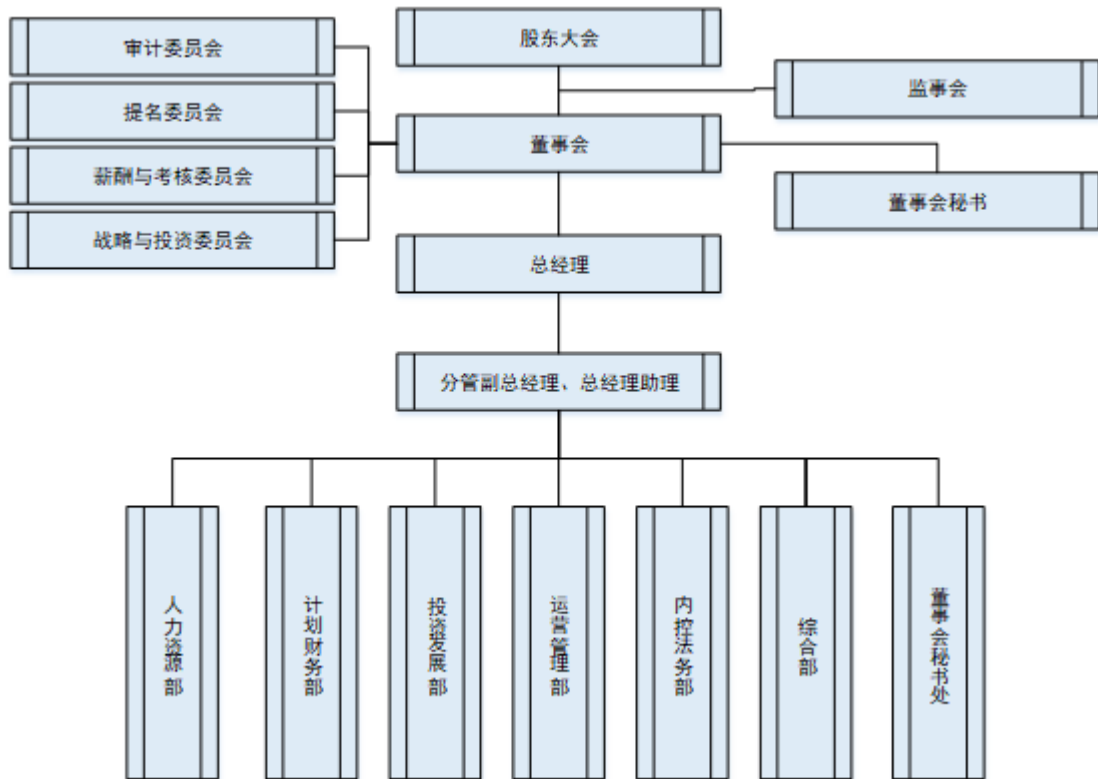 审计委员会
股东大会
监事会
提名委员会
董事会
薪酬与考核委员会
董事会秘书
战略与投资委员会
总经理
分管副总经理、总经理助理
人力资源部
计划财务部
投资发展部
运营管理部
内控法务部
综合部
董事会秘书处